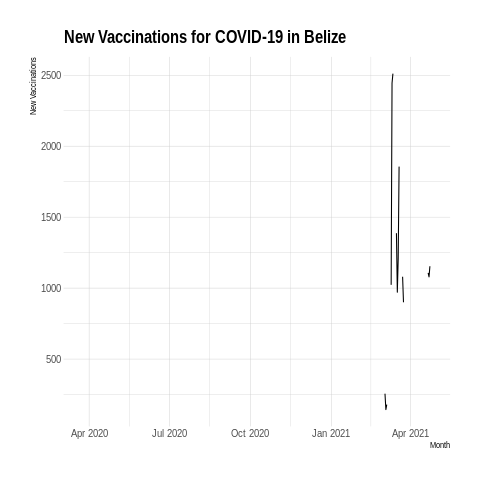 New Vaccinations for COVID-19 in Belize
New Vaccinations
2500
2000
1500
1000
500
Apr 2020
Jul 2020
Oct 2020
Jan 2021
Apr 2021
Month